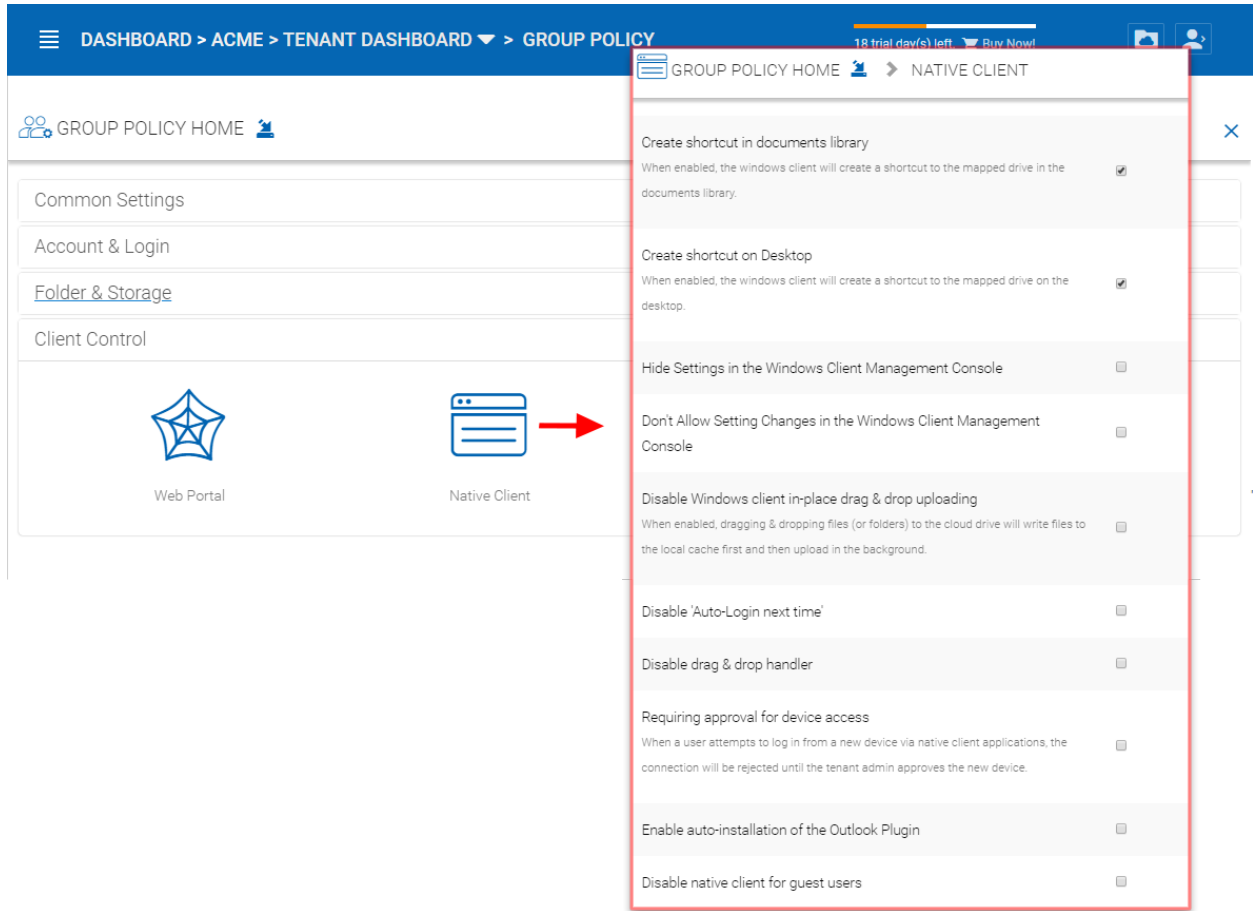 DASHBOARD > ACME > TENANT DASHBOARD > GROUP POLICY
18 trial day(s) left. Buy Now!
GROUP POLICY HOME
Common Settings
Account & Login
Folder & Storage
Client Control
Web Portal
Native Client
GROUP POLICY HOME > NATIVE CLIENT
Create shortcut in documents library
When enabled, the windows client will create a shortcut to the mapped drive in the
documents library.
Create shortcut on Desktop
When enabled, the windows client will create a shortcut to the mapped drive on the
desktop.
Hide Settings in the Windows Client Management Console
Don't Allow Setting Changes in the Windows Client Management
Console
Disable Windows client in-place drag & drop uploading
When enabled, dragging & dropping files (or folders) to the cloud drive will write files to
the local cache first and then upload in the background.
Disable 'Auto-Login next time'
Disable drag & drop handler
Requiring approval for device access
When a user attempts to log in from a new device via native client applications, the
connection will be rejected until the tenant admin approves the new device.
Enable auto-installation of the Outlook Plugin
Disable native client for guest users